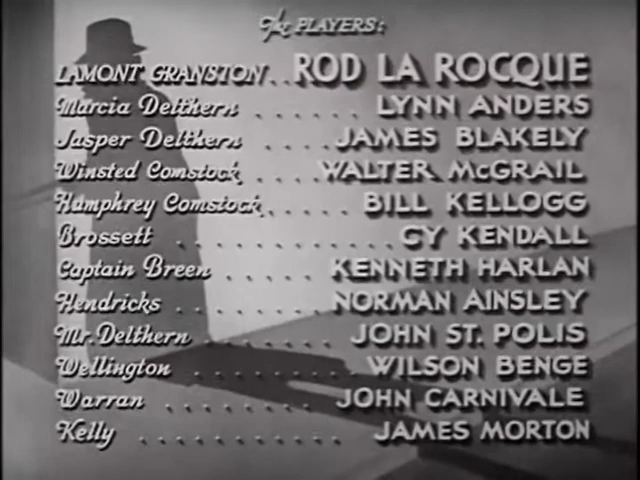 The PLAYERS:
LAMONT GRANSTON.. ROD LA ROCQUE
Marcia Delthern ...... LYNN ANDERS
Jasper Delthern ..... JAMES BLAKELY
Winsted Comstock .... WALTER McGRAIL
Humphrey Comstock..... BILL KELLOGG
Brossett ............ CY KENDALL
Captain Breen ..... KENNETH HARLAN
Hendricks ........ NORMAN AINSLEY
Mr. Delthern ....... JOHN ST. POLIS
Wellington ....... WILSON BENGE
Warran ........ JOHN CARNIVALE
Kelly ......... JAMES MORTON